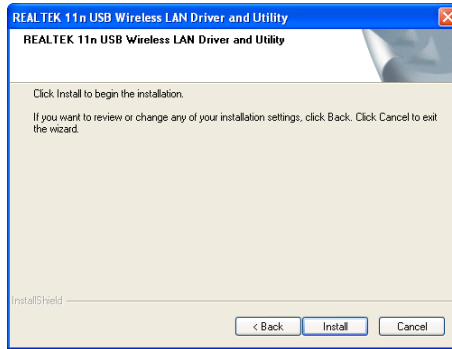 REALTEK 11n USB Wireless LAN Driver and Utility
REALTEK 11n USB Wireless LAN Driver and Utility
Click Install to begin the installation.
If you want to review or change any of your installation settings, click Back. Click Cancel to exit
the wizard.
InstallShield
< Back Install Cancel